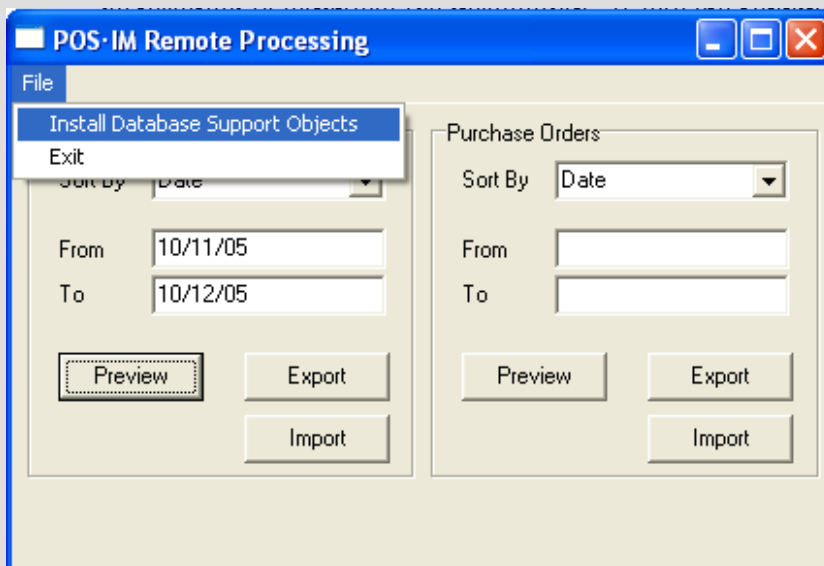 POS·IM Remote Processing
File
Install Database Support Objects
Exit
Purchase Orders
Sort By Date Sort By Date
From 10/11/05 From
To 10/12/05 To
Preview Export Preview Export
Import Import